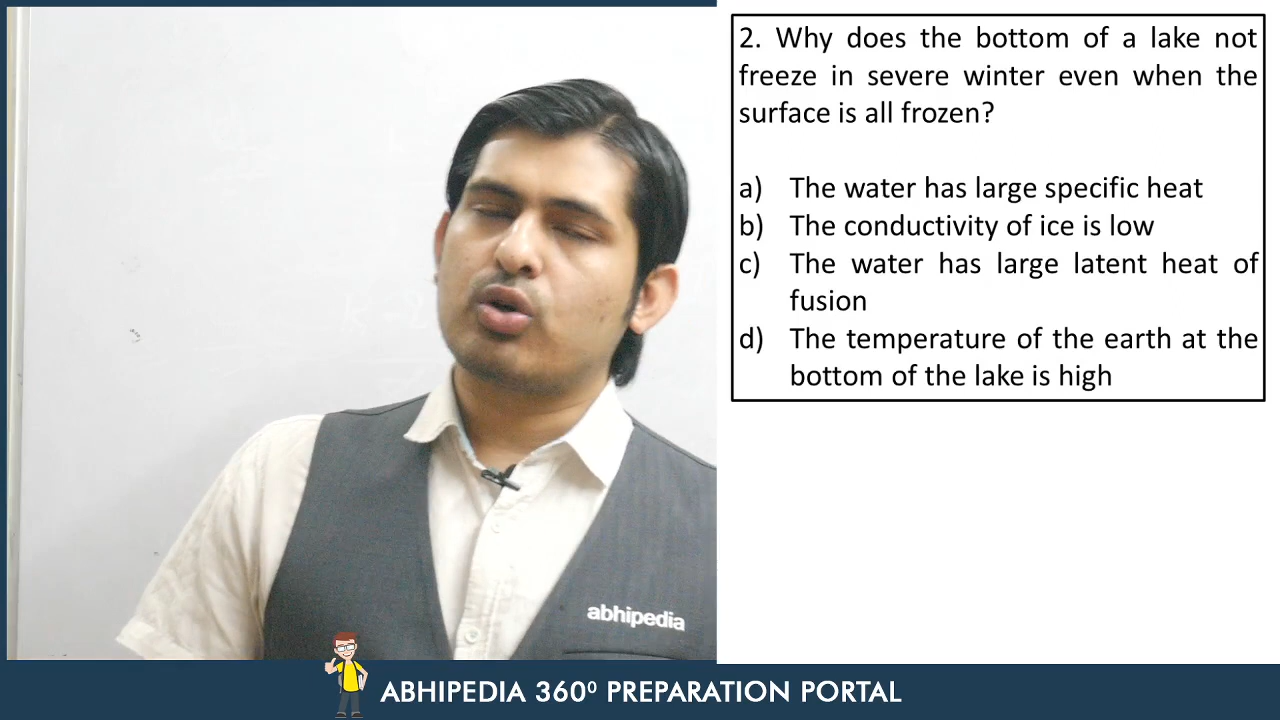 2. Why does the bottom of a lake not
freeze in severe winter even when the
surface is all frozen?
a) The water has large specific heat
b) The conductivity of ice is low
c) The water has large latent heat of
fusion
d) The temperature of the earth at the
bottom of the lake is high
abhipedia
ABHIPEDIA 360⁰ PREPARATION PORTAL